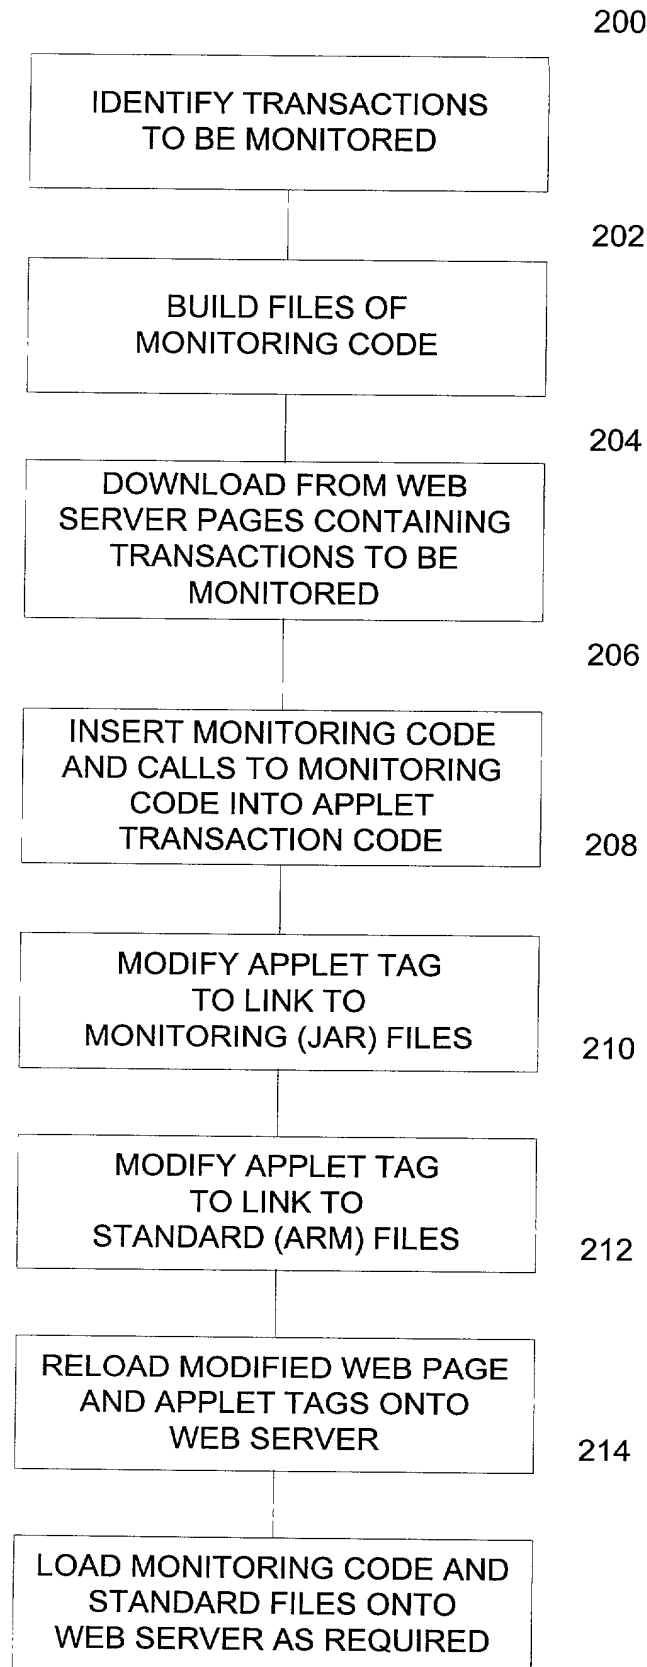 200
IDENTIFY TRANSACTIONS
TO BE MONITORED
202
BUILD FILES OF
MONITORING CODE
204
DOWNLOAD FROM WEB
SERVER PAGES CONTAINING
TRANSACTIONS TO BE
MONITORED
206
INSERT MONITORING CODE
AND CALLS TO MONITORING
CODE INTO APPLET
TRANSACTION CODE
208
MODIFY APPLET TAG
TO LINK TO
MONITORING (JAR) FILES
210
MODIFY APPLET TAG
TO LINK TO
STANDARD (ARM) FILES
212
RELOAD MODIFIED WEB PAGE
AND APPLET TAGS ONTO
WEB SERVER
214
LOAD MONITORING CODE AND
STANDARD FILES ONTO
WEB SERVER AS REQUIRED